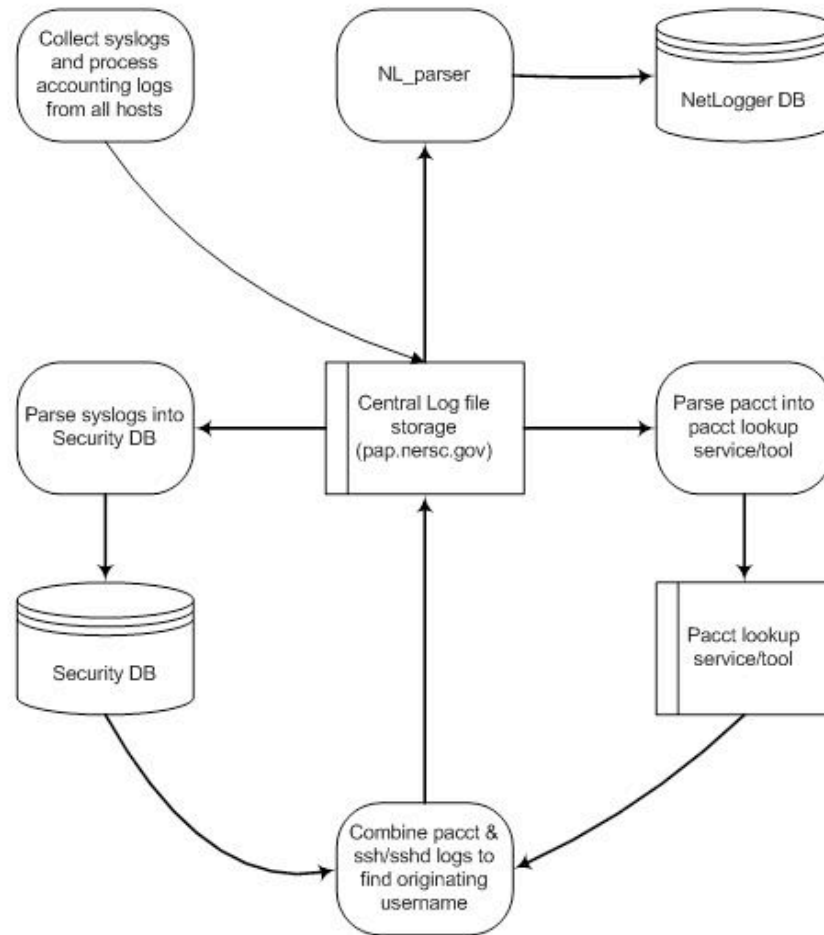 Collect syslogs
and process
accounting logs
from all hosts
NL_parser
NetLogger DB
Parse syslogs into
Security DB
Central Log file
storage
(pap.nersc.gov)
Parse pacct into
pacct lookup
service/tool
Security DB
Pacct lookup
service/tool
Combine pacct &
ssh/sshd logs to
find originating
username